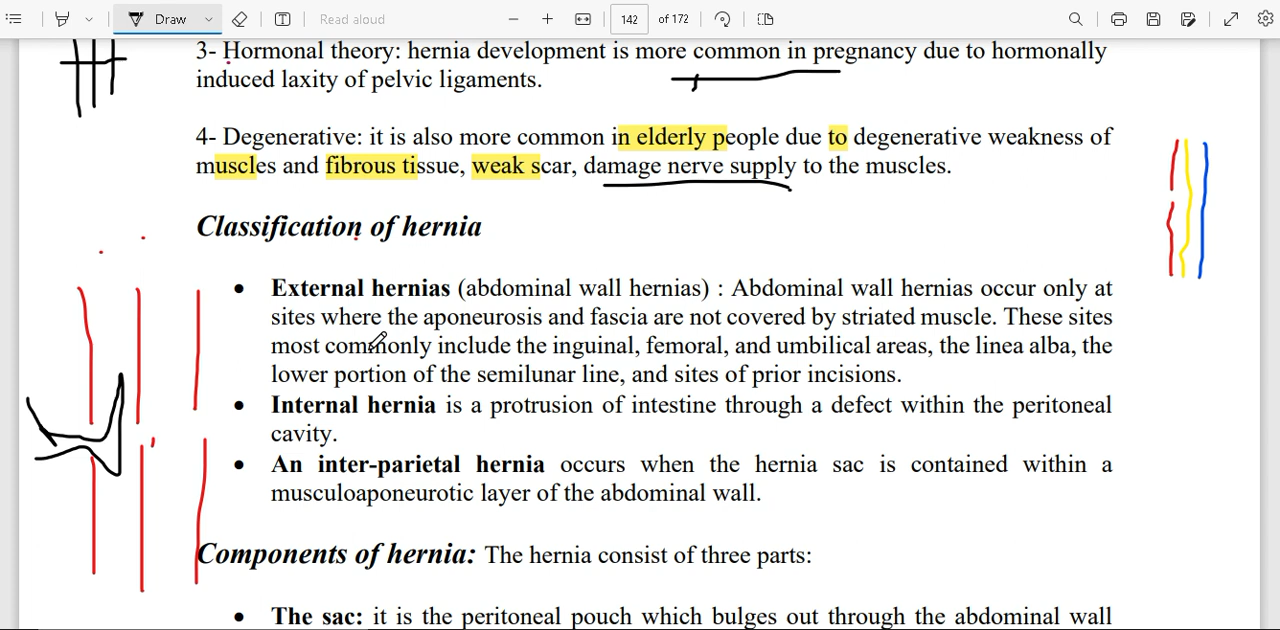 Draw
Read aloud
142 of 172
3- Hormonal theory: hernia development is more common in pregnancy due to hormonally
induced laxity of pelvic ligaments.
4- Degenerative: it is also more common in elderly people due to degenerative weakness of
muscles and fibrous tissue, weak scar, damage nerve supply to the muscles.
Classification of hernia
• External hernias (abdominal wall hernias) : Abdominal wall hernias occur only at
sites where the aponeurosis and fascia are not covered by striated muscle. These sites
most commonly include the inguinal, femoral, and umbilical areas, the linea alba, the
lower portion of the semilunar line, and sites of prior incisions.
• Internal hernia is a protrusion of intestine through a defect within the peritoneal
cavity.
• An inter-parietal hernia occurs when the hernia sac is contained within a
musculoaponeurotic layer of the abdominal wall.
Components of hernia: The hernia consist of three parts:
• The sac: it is the peritoneal pouch which bulges out through the abdominal wall